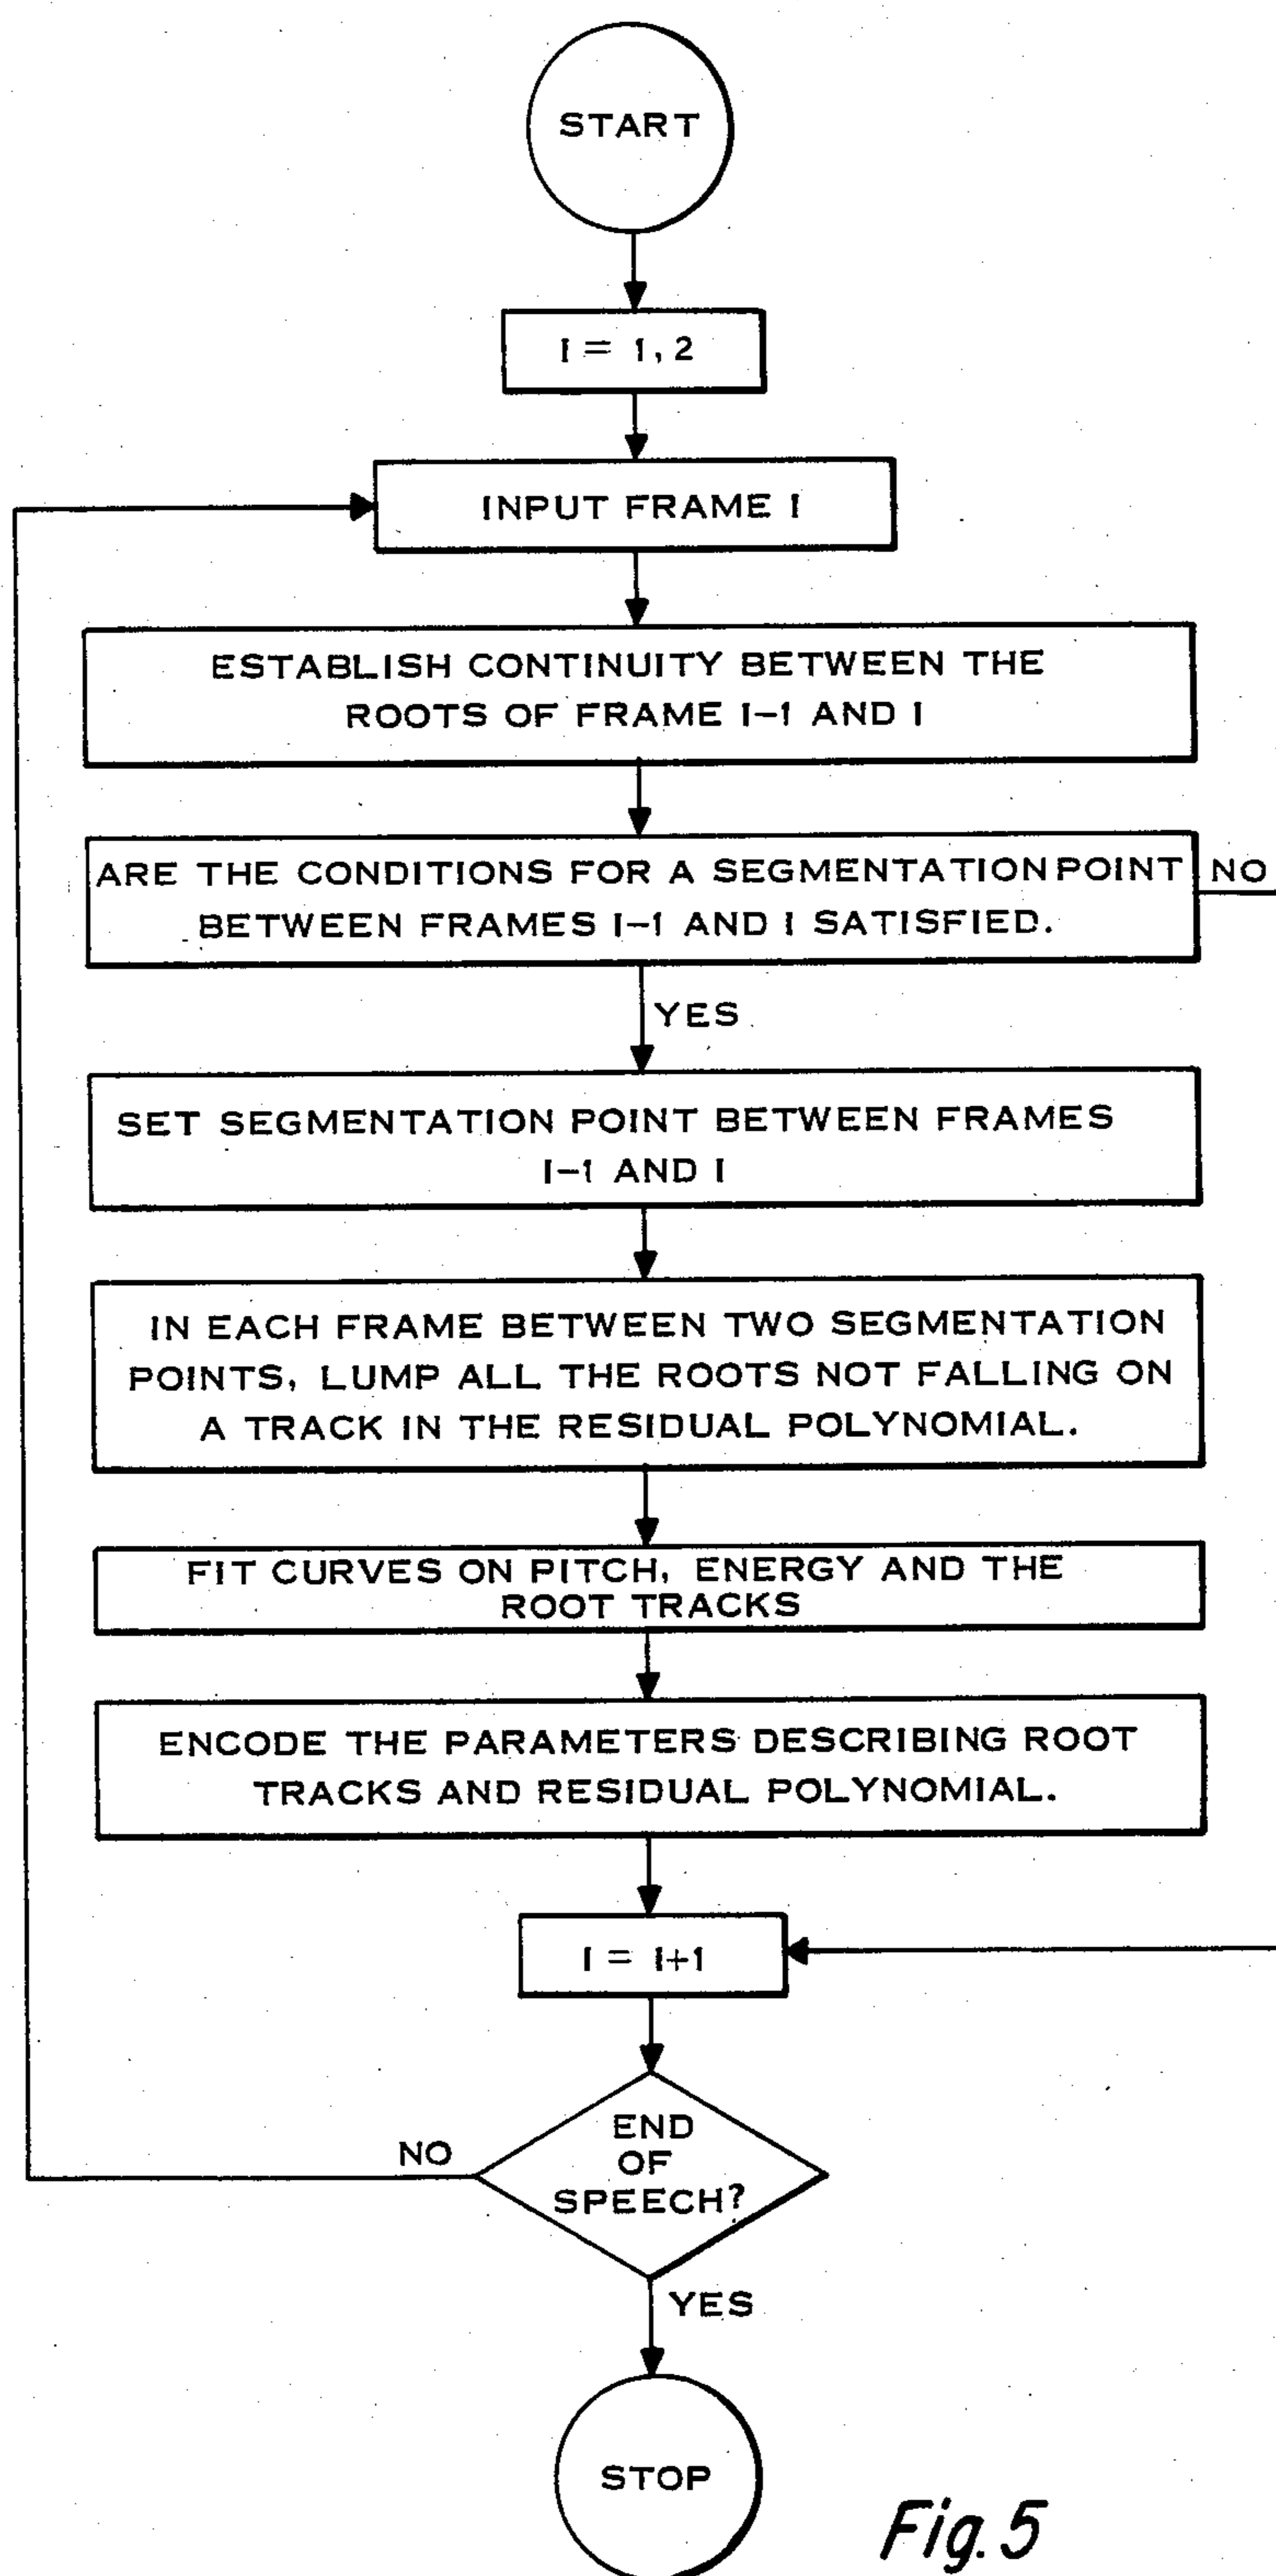 START
I = 1, 2
INPUT FRAME I
ESTABLISH CONTINUITY BETWEEN THE
ROOTS OF FRAME I-1 AND I
ARE THE CONDITIONS FOR A SEGMENTATION POINT
BETWEEN FRAMES I-1 AND I SATISFIED.
NO
YES
SET SEGMENTATION POINT BETWEEN FRAMES
I-1 AND I
IN EACH FRAME BETWEEN TWO SEGMENTATION
POINTS, LUMP ALL THE ROOTS NOT FALLING ON
A TRACK IN THE RESIDUAL POLYNOMIAL.
FIT CURVES ON PITCH, ENERGY AND THE
ROOT TRACKS
ENCODE THE PARAMETERS DESCRIBING ROOT
TRACKS AND RESIDUAL POLYNOMIAL.
I = I+1
END
OF
SPEECH?
NO
YES
STOP
Fig. 5